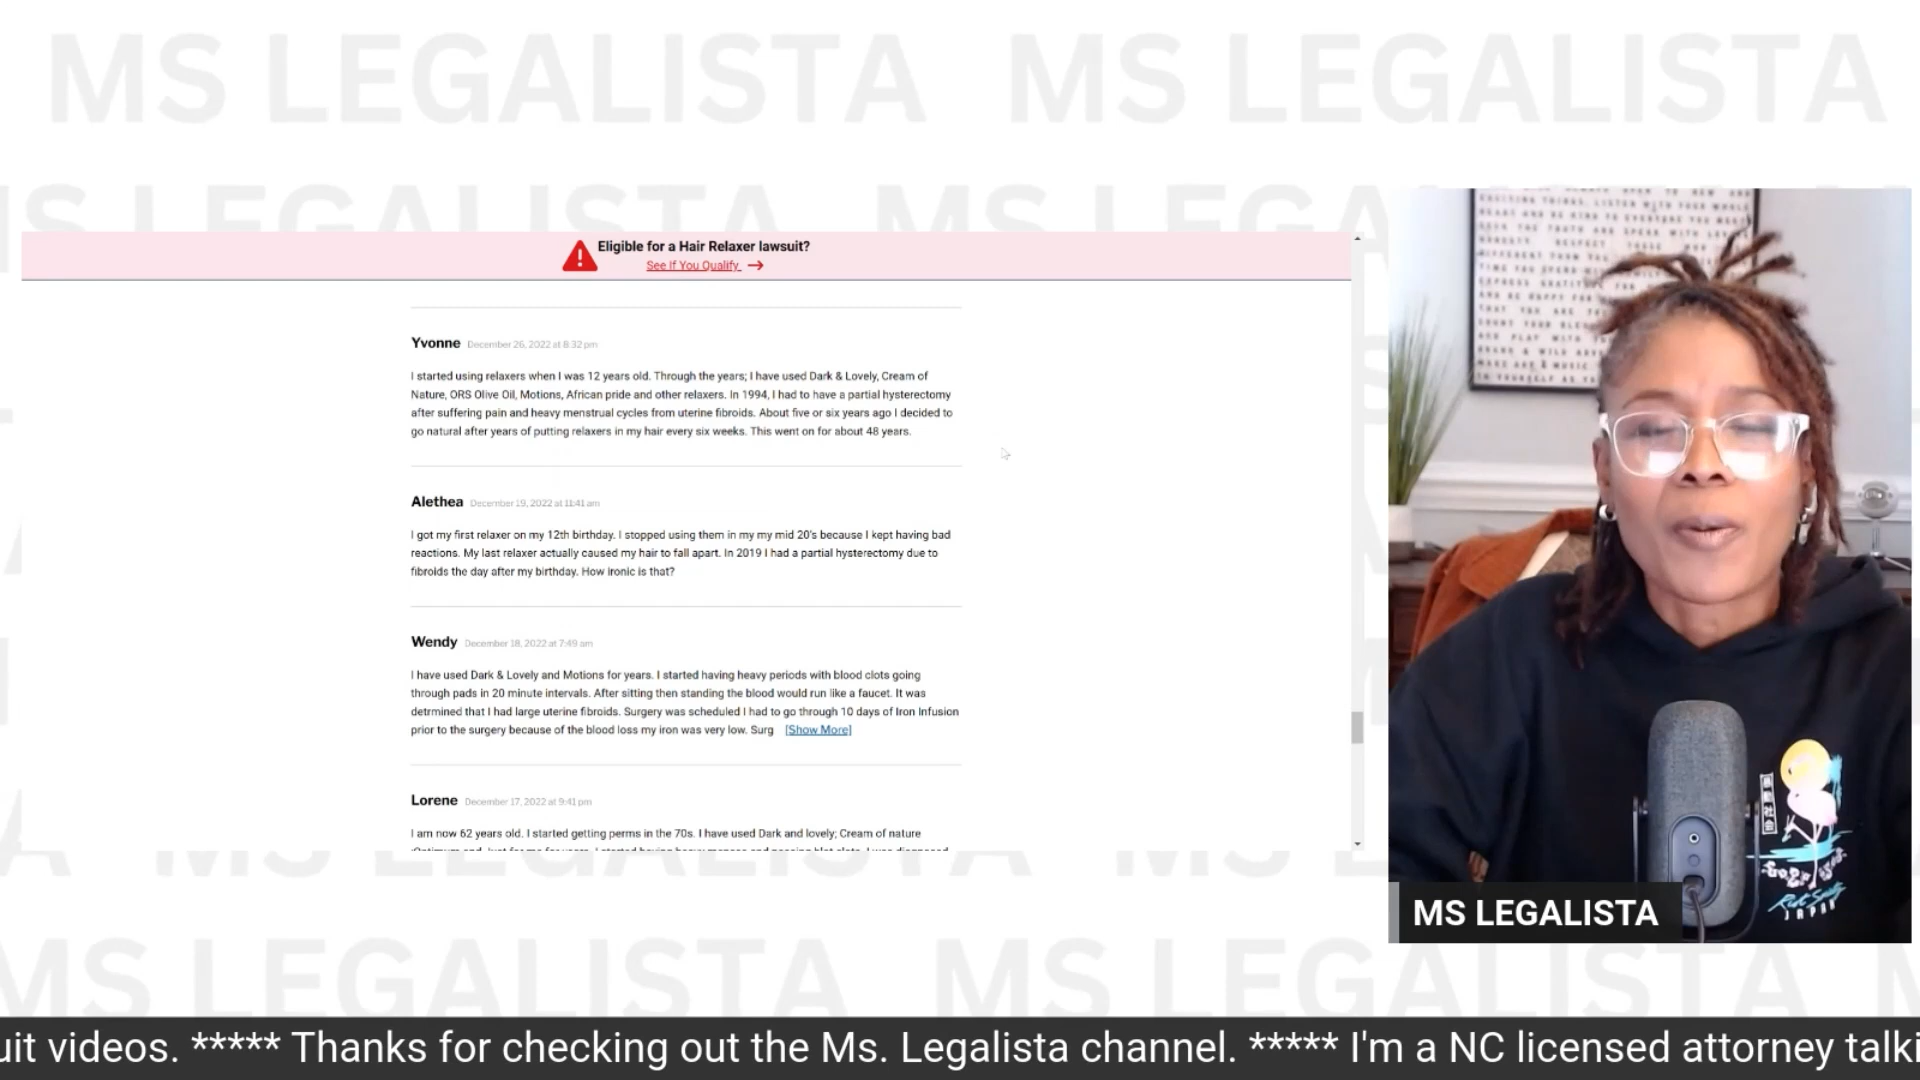 MS LEGALISTA MS LEGALISTA
MS LEGALISTA MS LEGA
Eligible for a Hair Relaxer lawsuit?
See If You Qualify →
Yvonne December 26, 2022 at 8:32 pm
I started using relaxers when I was 12 years old. Through the years; I have used Dark & Lovely, Cream of
Nature, ORS Olive Oil, Motions, African pride and other relaxers. In 1994, I had to have a partial hysterectomy
after suffering pain and heavy menstrual cycles from uterine fibroids. About five or six years ago I decided to
go natural after years of putting relaxers in my hair every six weeks. This went on for about 48 years.
Alethea December 19, 2022 at 11:41 am
I got my first relaxer on my 12th birthday. I stopped using them in my my mid 20's because I kept having bad
reactions. My last relaxer actually caused my hair to fall apart. In 2019 I had a partial hysterectomy due to
fibroids the day after my birthday. How ironic is that?
Wendy December 18, 2022 at 7:49 am
I have used Dark & Lovely and Motions for years. I started having heavy periods with blood clots going
through pads in 20 minute intervals. After sitting then standing the blood would run like a faucet. It was
detrmined that I had large uterine fibroids. Surgery was scheduled I had to go through 10 days of Iron Infusion
prior to the surgery because of the blood loss my iron was very low. Surg [Show More]
Lorene December 17, 2022 at 9:41 pm
I am now 62 years old. I started getting perms in the 70s. I have used Dark and lovely; Cream of nature
MS LEGALISTA
JAPAN
MS LEGALISTA MS
MS LEGALISTA MS LEGALISTA
uit videos. ***** Thanks for checking out the Ms. Legalista channel. ***** I'm a NC licensed attorney talki